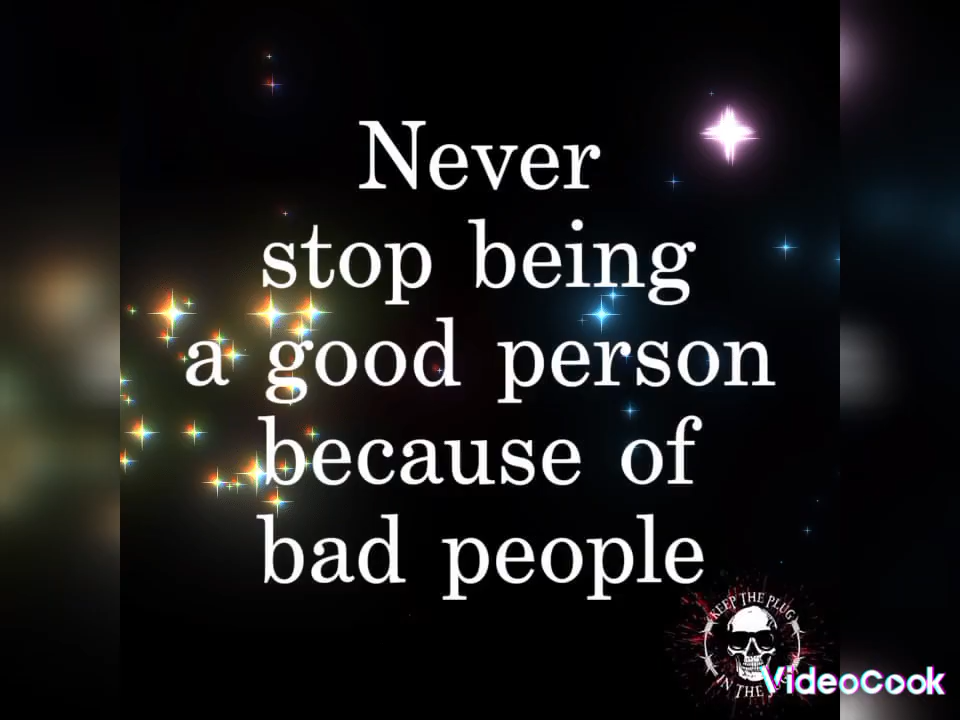 Never
stop being
a good person
because of
bad people
KEEP THE PLUG
IN THE
VideoCook